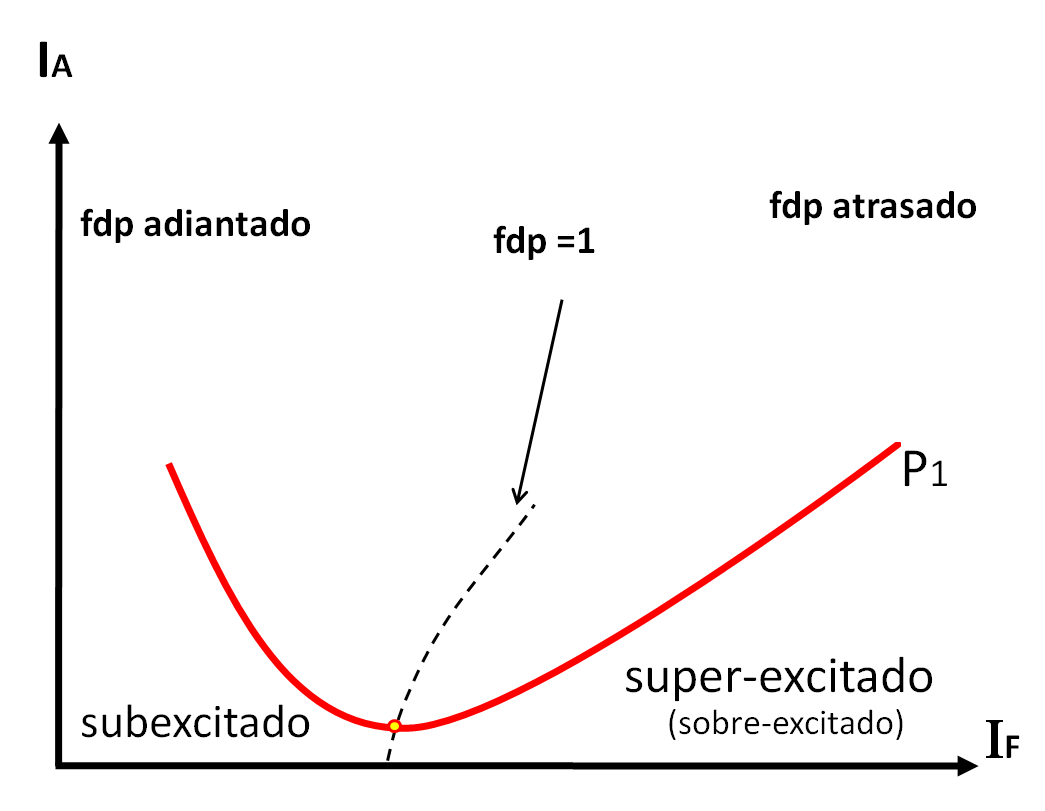 IA
fdp adiantado
fdp =1
fdp atrasado
P1
subexcitado
super-excitado
(sobre-excitado)
IF